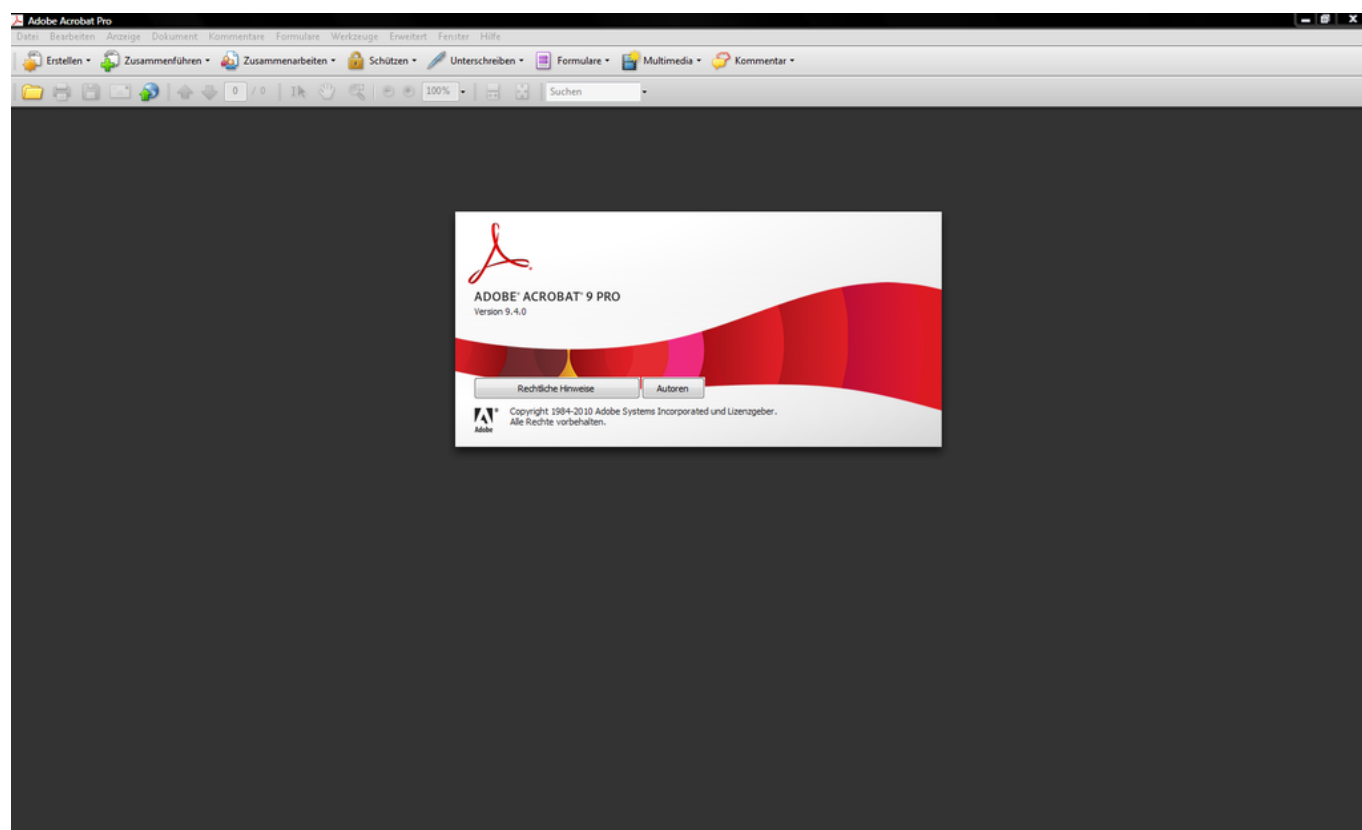 Adobe Acrobat Pro
Datei Bearbeiten Anzeige Dokument Kommentare Formulare Werkzeuge Erweitert Fenster Hilfe
Erstellen Zusammenführen Zusammenarbeiten Schützen Unterschreiben Formulare Multimedia Kommentar
0 / 0 100% Suchen
ADOBE® ACROBAT® 9 PRO
Version 9.4.0
Rechtliche Hinweise Autoren
Copyright 1984-2010 Adobe Systems Incorporated und Lizenzgeber.
Alle Rechte vorbehalten.
Adobe